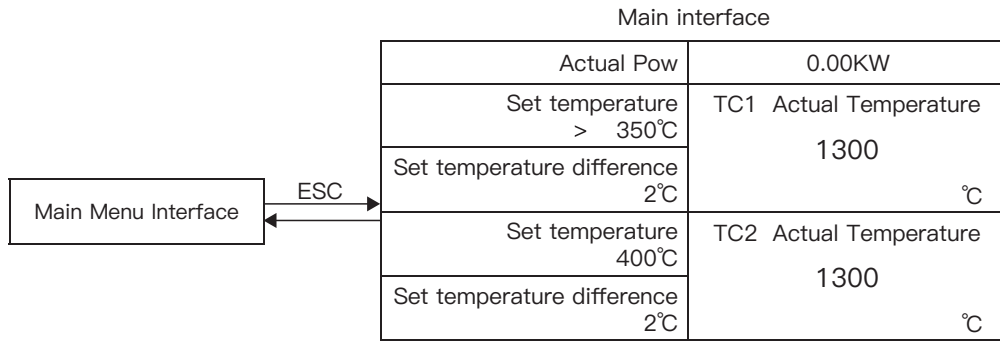 Main interface
Actual Pow
0.00KW
Set temperature
> 350℃
TC1 Actual Temperature
1300
℃
Set temperature difference
2℃
Main Menu Interface
ESC
Set temperature
400℃
TC2 Actual Temperature
1300
℃
Set temperature difference
2℃